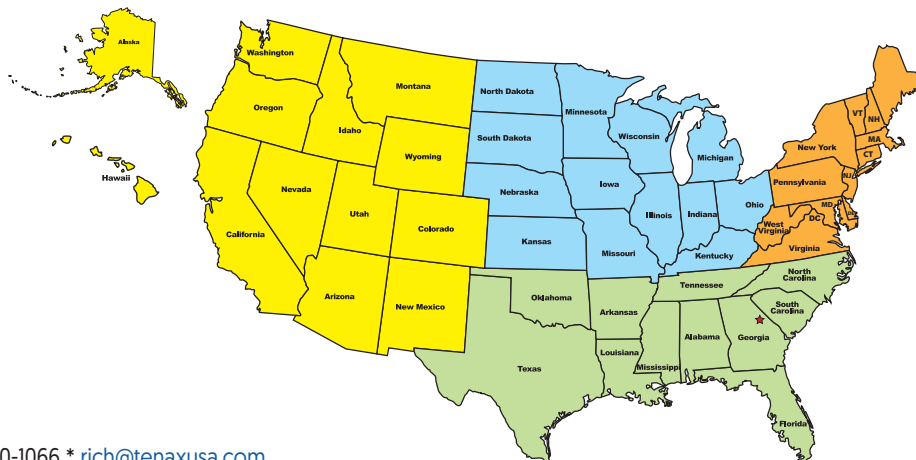 Alaska
Washington
Montana
North Dakota
Minnesota
VT
NH
Oregon
Idaho
South Dakota
Wisconsin
Michigan
New York
MA
CT
Wyoming
Hawaii
Nevada
Utah
Nebraska
Iowa
Illinois
Indiana
Ohio
Pennsylvania
NJ
MD
California
Colorado
Kansas
Missouri
Kentucky
West
Virginia
DC
Virginia
Arizona
New Mexico
Oklahoma
Arkansas
Tennessee
North
Carolina
South
Carolina
Texas
Louisiana
Mississippi
Alabama
Georgia
Florida
0-1066 * rich@tenaxusa.com